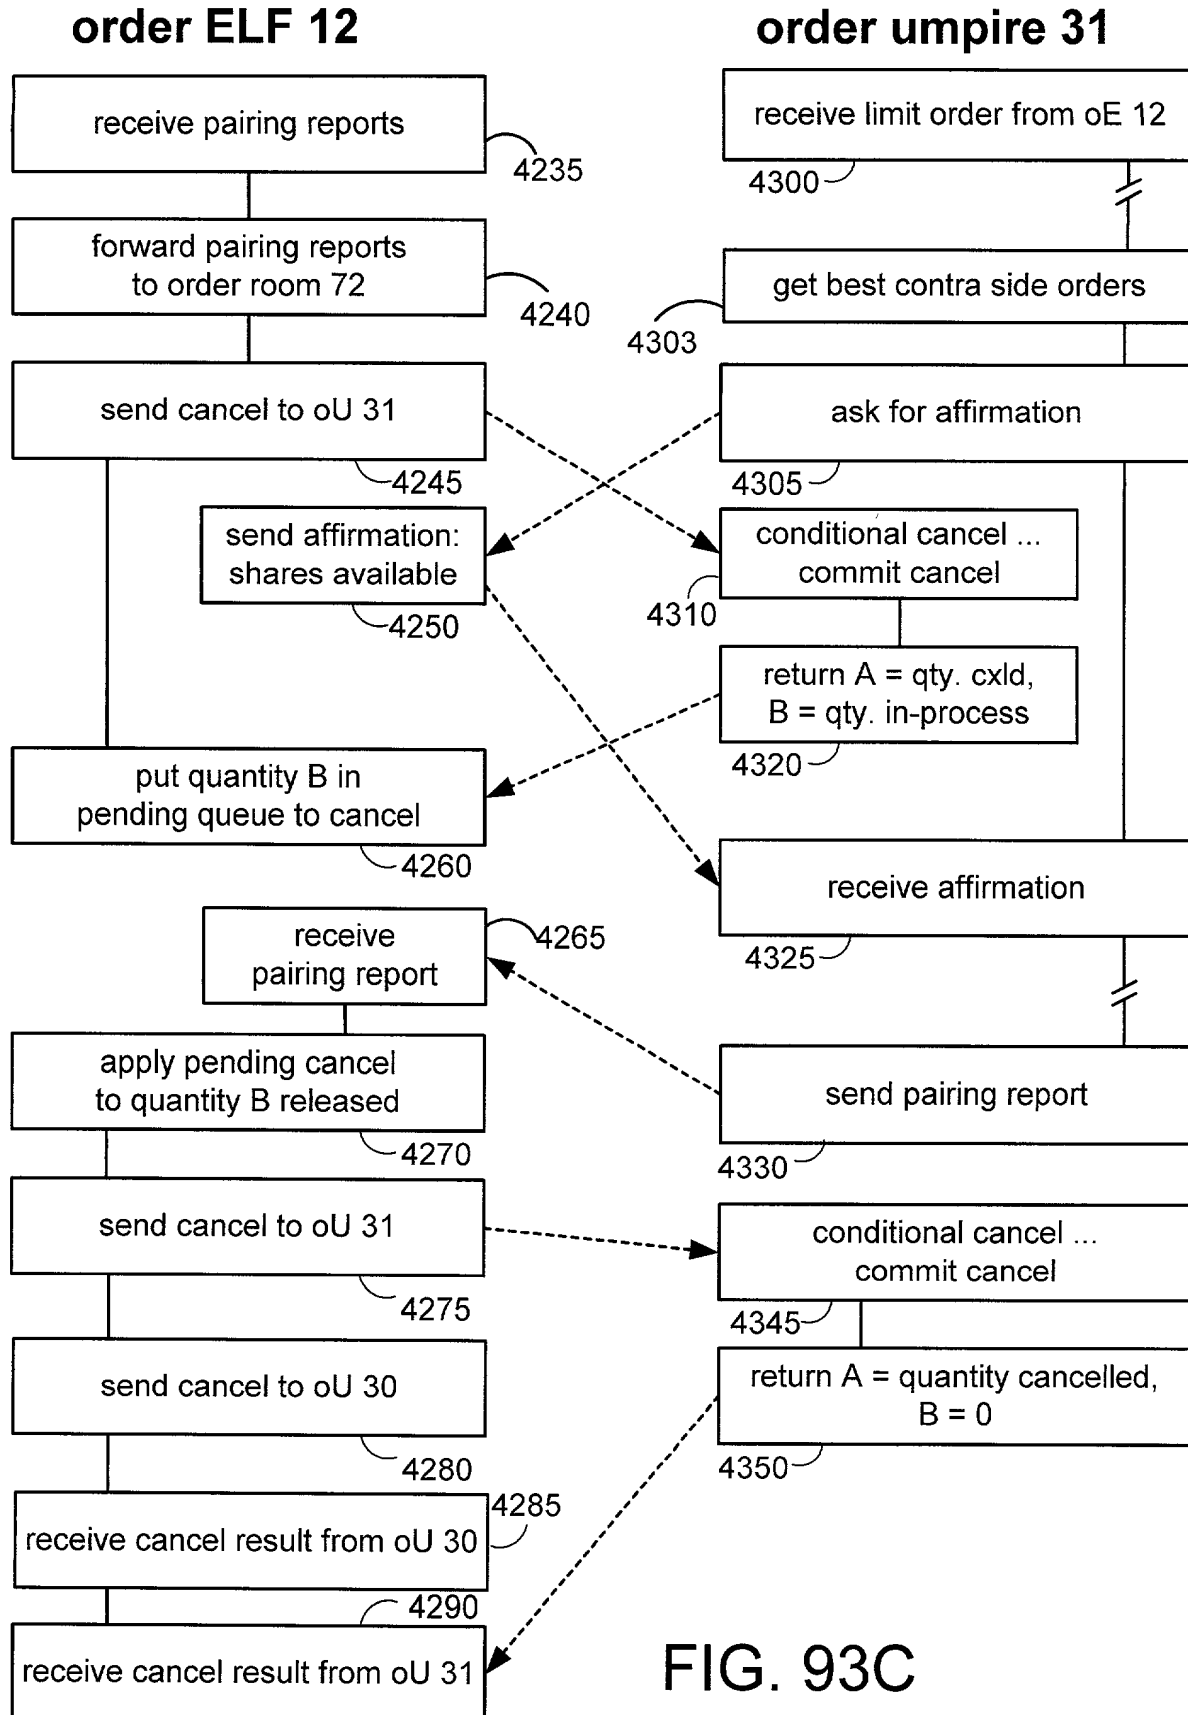 order ELF 12
order umpire 31
receive pairing reports
4235
forward pairing reports
to order room 72
4240
send cancel to oU 31
4245
send affirmation:
shares available
4250
put quantity B in
pending queue to cancel
4260
receive
pairing report
4265
apply pending cancel
to quantity B released
4270
send cancel to oU 31
4275
send cancel to oU 30
4280
receive cancel result from oU 30
4285
4290
receive cancel result from oU 31
receive limit order from oE 12
4300
get best contra side orders
4303
ask for affirmation
4305
conditional cancel ...
commit cancel
4310
return A = qty. cxld,
B = qty. in-process
4320
receive affirmation
4325
send pairing report
4330
conditional cancel ...
commit cancel
4345
return A = quantity cancelled,
B = 0
4350
FIG. 93C